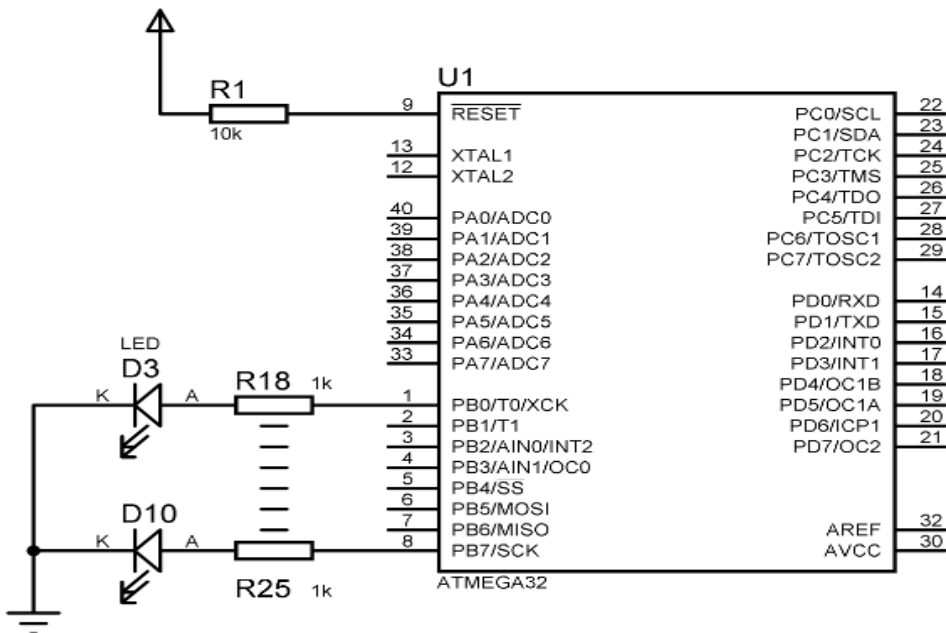 R1
10k
U1
9 RESET
13 XTAL1
12 XTAL2
40 PA0/ADC0
39 PA1/ADC1
38 PA2/ADC2
37 PA3/ADC3
36 PA4/ADC4
35 PA5/ADC5
34 PA6/ADC6
33 PA7/ADC7
LED
D3
K A
R18 1k
1 PB0/T0/XCK
2 PB1/T1
3 PB2/AIN0/INT2
4 PB3/AIN1/OC0
5 PB4/SS
6 PB5/MOSI
7 PB6/MISO
8 PB7/SCK
D10
K A
R25 1k
PC0/SCL 22
PC1/SDA 23
PC2/TCK 24
PC3/TMS 25
PC4/TDO 26
PC5/TDI 27
PC6/TOSC1 28
PC7/TOSC2 29
PD0/RXD 14
PD1/TXD 15
PD2/INT0 16
PD3/INT1 17
PD4/OC1B 18
PD5/OC1A 19
PD6/ICP1 20
PD7/OC2 21
AREF 32
AVCC 30
ATMEGA32